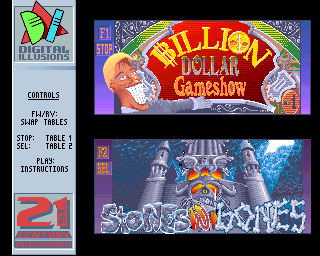 DIGITAL
ILLUSIONS
CONTROLS
FW/RV:
SWAP TABLES
STOP: TABLE 1
SEL: TABLE 2
PLAY:
INSTRUCTIONS
21
CENTURY
F1
STOP
BILLION
DOLLAR
Gameshow
F2
SEL
StoNES 'N' bONES